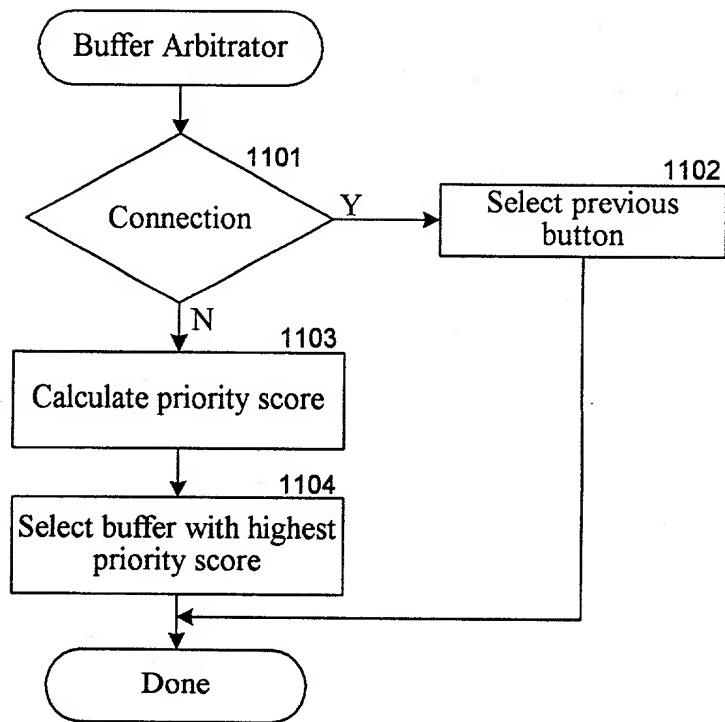 Buffer Arbitrator
1101
Connection
Y
1102
Select previous
button
N
1103
Calculate priority score
1104
Select buffer with highest
priority score
Done